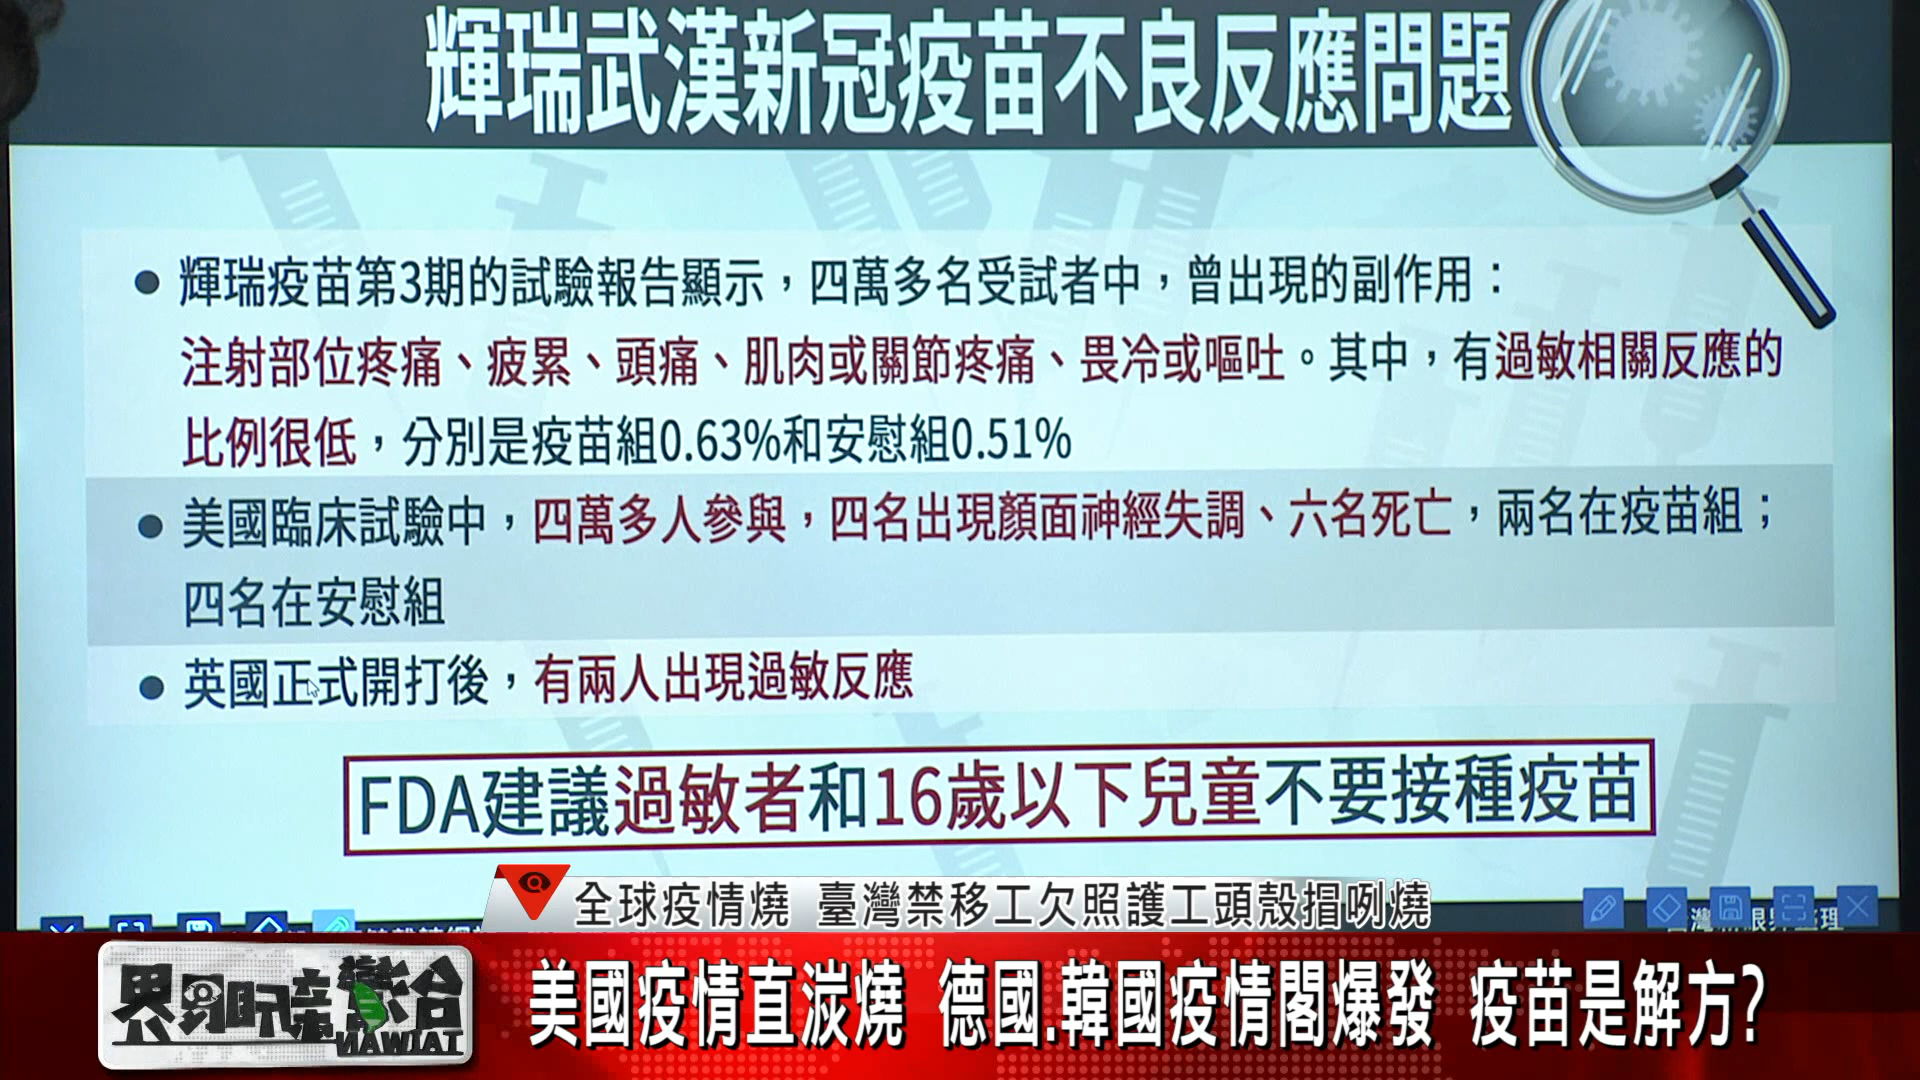 輝瑞武漢新冠疫苗不良反應問題
● 輝瑞疫苗第3期的試驗報告顯示，四萬多名受試者中，曾出現的副作用：
注射部位疼痛、疲累、頭痛、肌肉或關節疼痛、畏冷或嘔吐。其中，有過敏相關反應的
比例很低，分別是疫苗組0.63%和安慰組0.51%
● 美國臨床試驗中，四萬多人參與，四名出現顏面神經失調、六名死亡，兩名在疫苗組；
四名在安慰組
● 英國正式開打後，有兩人出現過敏反應
FDA建議過敏者和16歲以下兒童不要接種疫苗
全球疫情燒 臺灣禁移工欠照護工頭殼揾咧燒
美國疫情直湠燒 德國.韓國疫情閣爆發 疫苗是解方?